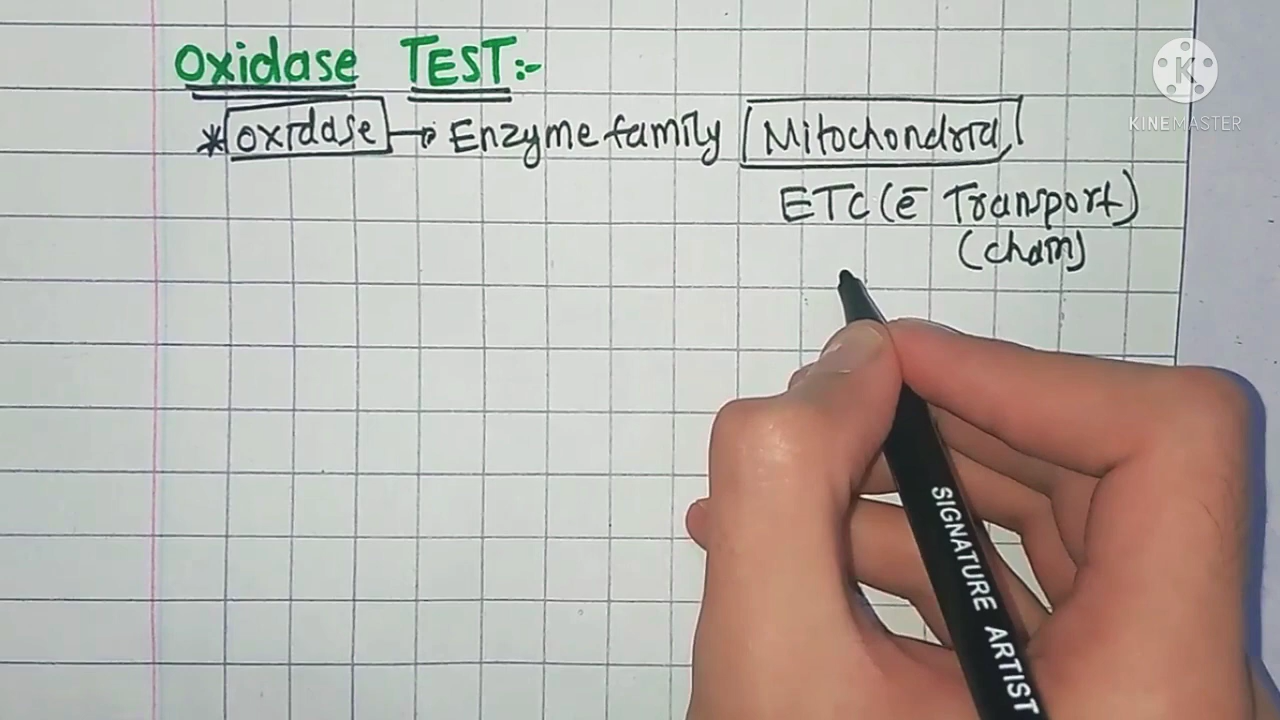 Oxidase TEST:-
* oxidase → Enzyme family Mitochondria,
ETC (e- Transport)
(chain)
K
KINEMASTER
SIGNATURE ARTIST